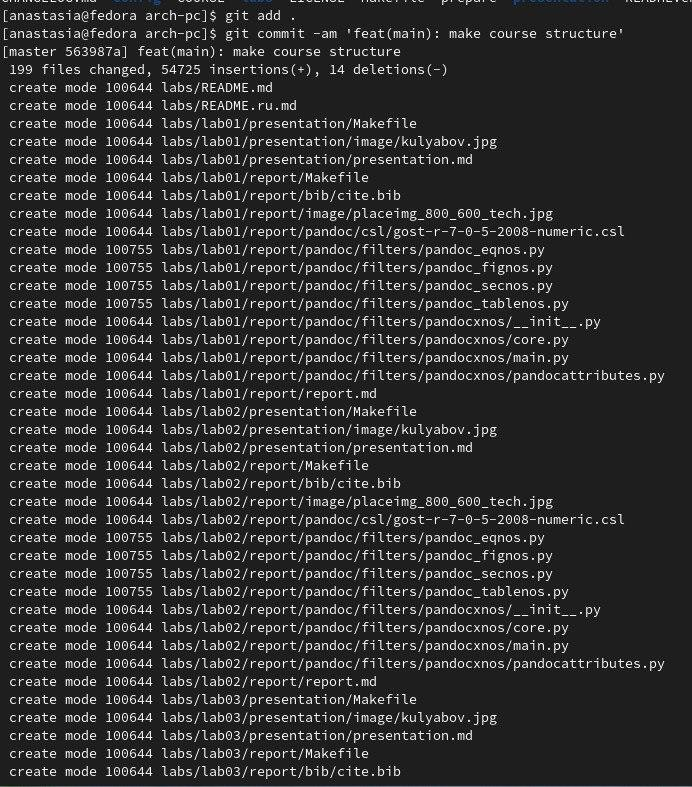 [anastasia@fedora arch-pc]$ git add .
[anastasia@fedora arch-pc]$ git commit -am 'feat(main): make course structure'
[master 563987a] feat(main): make course structure
 199 files changed, 54725 insertions(+), 14 deletions(-)
 create mode 100644 labs/README.md
 create mode 100644 labs/README.ru.md
 create mode 100644 labs/lab01/presentation/Makefile
 create mode 100644 labs/lab01/presentation/image/kulyabov.jpg
 create mode 100644 labs/lab01/presentation/presentation.md
 create mode 100644 labs/lab01/report/Makefile
 create mode 100644 labs/lab01/report/bib/cite.bib
 create mode 100644 labs/lab01/report/image/placeimg_800_600_tech.jpg
 create mode 100644 labs/lab01/report/pandoc/csl/gost-r-7-0-5-2008-numeric.csl
 create mode 100755 labs/lab01/report/pandoc/filters/pandoc_eqnos.py
 create mode 100755 labs/lab01/report/pandoc/filters/pandoc_fignos.py
 create mode 100755 labs/lab01/report/pandoc/filters/pandoc_secnos.py
 create mode 100755 labs/lab01/report/pandoc/filters/pandoc_tablenos.py
 create mode 100644 labs/lab01/report/pandoc/filters/pandocxnos/__init__.py
 create mode 100644 labs/lab01/report/pandoc/filters/pandocxnos/core.py
 create mode 100644 labs/lab01/report/pandoc/filters/pandocxnos/main.py
 create mode 100644 labs/lab01/report/pandoc/filters/pandocxnos/pandocattributes.py
 create mode 100644 labs/lab01/report/report.md
 create mode 100644 labs/lab02/presentation/Makefile
 create mode 100644 labs/lab02/presentation/image/kulyabov.jpg
 create mode 100644 labs/lab02/presentation/presentation.md
 create mode 100644 labs/lab02/report/Makefile
 create mode 100644 labs/lab02/report/bib/cite.bib
 create mode 100644 labs/lab02/report/image/placeimg_800_600_tech.jpg
 create mode 100644 labs/lab02/report/pandoc/csl/gost-r-7-0-5-2008-numeric.csl
 create mode 100755 labs/lab02/report/pandoc/filters/pandoc_eqnos.py
 create mode 100755 labs/lab02/report/pandoc/filters/pandoc_fignos.py
 create mode 100755 labs/lab02/report/pandoc/filters/pandoc_secnos.py
 create mode 100755 labs/lab02/report/pandoc/filters/pandoc_tablenos.py
 create mode 100644 labs/lab02/report/pandoc/filters/pandocxnos/__init__.py
 create mode 100644 labs/lab02/report/pandoc/filters/pandocxnos/core.py
 create mode 100644 labs/lab02/report/pandoc/filters/pandocxnos/main.py
 create mode 100644 labs/lab02/report/pandoc/filters/pandocxnos/pandocattributes.py
 create mode 100644 labs/lab02/report/report.md
 create mode 100644 labs/lab03/presentation/Makefile
 create mode 100644 labs/lab03/presentation/image/kulyabov.jpg
 create mode 100644 labs/lab03/presentation/presentation.md
 create mode 100644 labs/lab03/report/Makefile
 create mode 100644 labs/lab03/report/bib/cite.bib